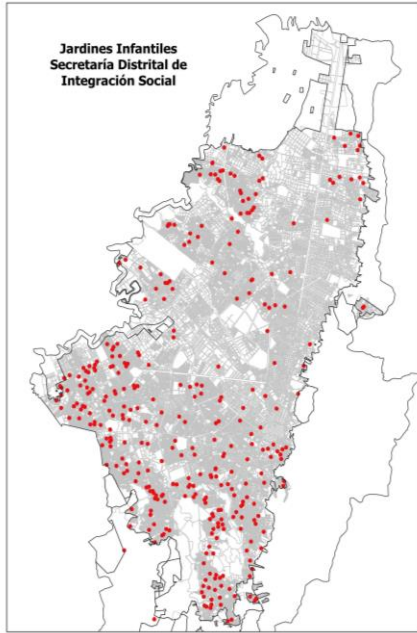 Jardines Infantiles
Secretaría Distrital de
Integración Social